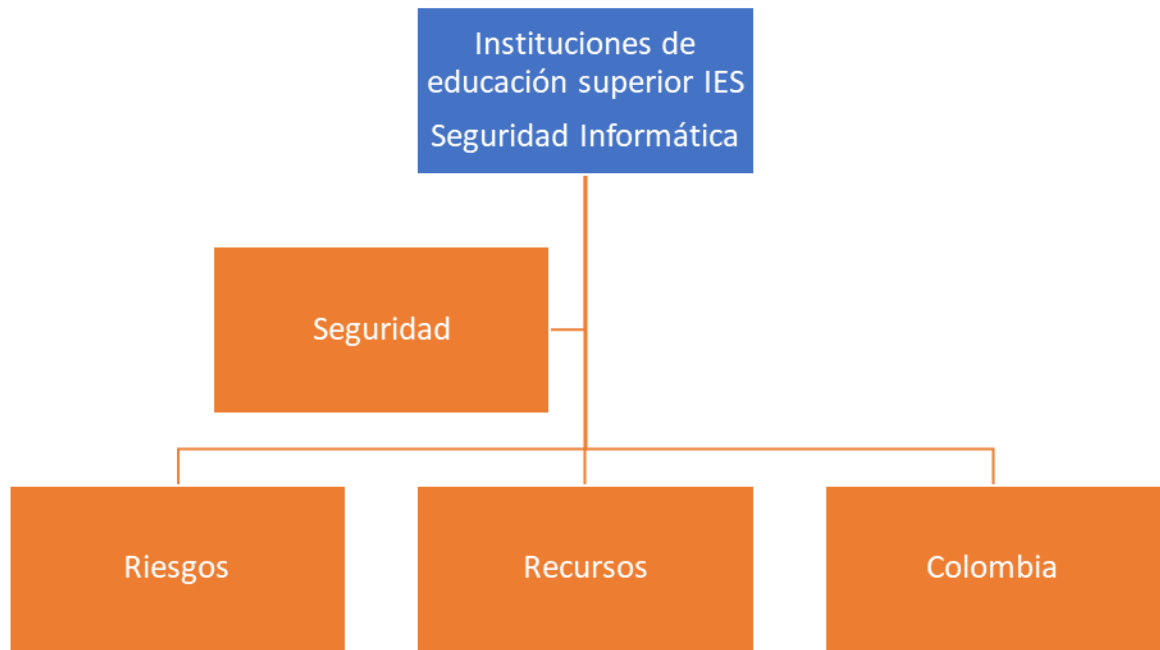 Instituciones de
educación superior IES
Seguridad Informática
Seguridad
Riesgos
Recursos
Colombia